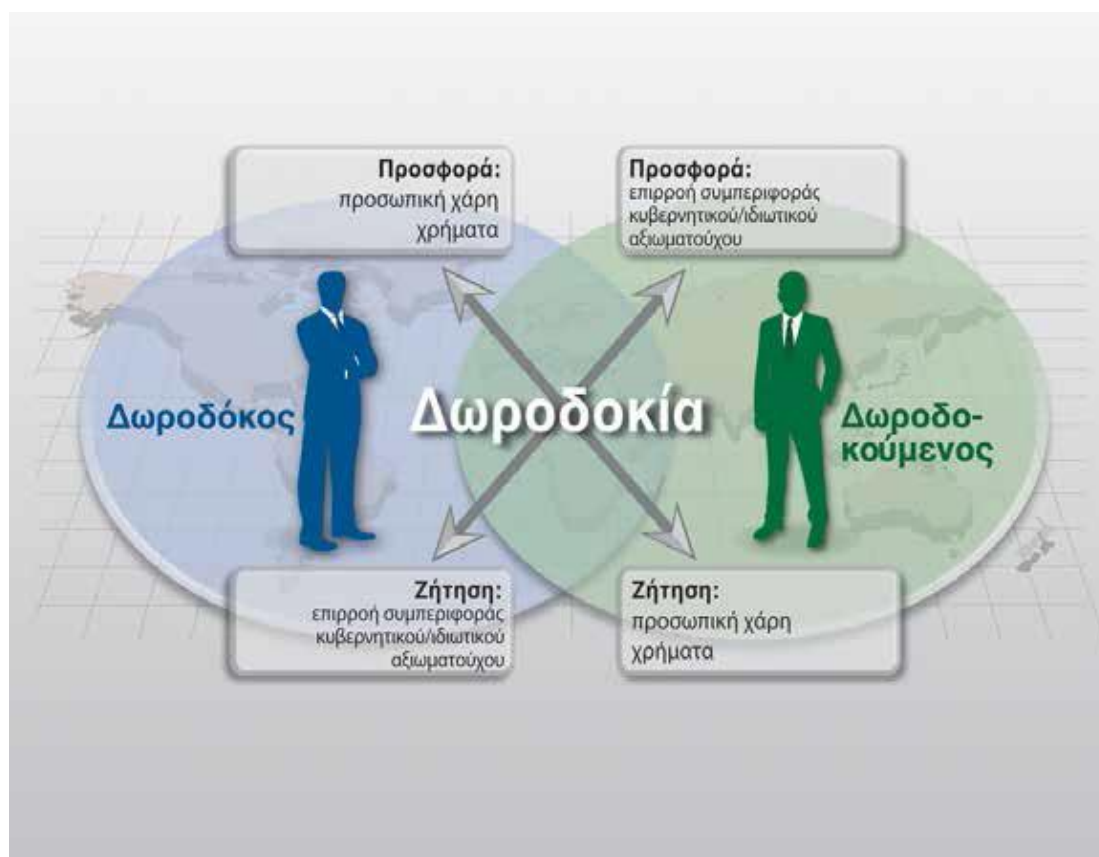 Προσφορά:
προσωπική χάρη
χρήματα
Προσφορά:
επιρροή συμπεριφοράς
κυβερνητικού/ιδιωτικού
αξιωματούχου
Δωροδόκος
Δωροδοκία
Δωροδο-
κούμενος
Ζήτηση:
επιρροή συμπεριφοράς
κυβερνητικού/ιδιωτικού
αξιωματούχου
Ζήτηση:
προσωπική χάρη
χρήματα